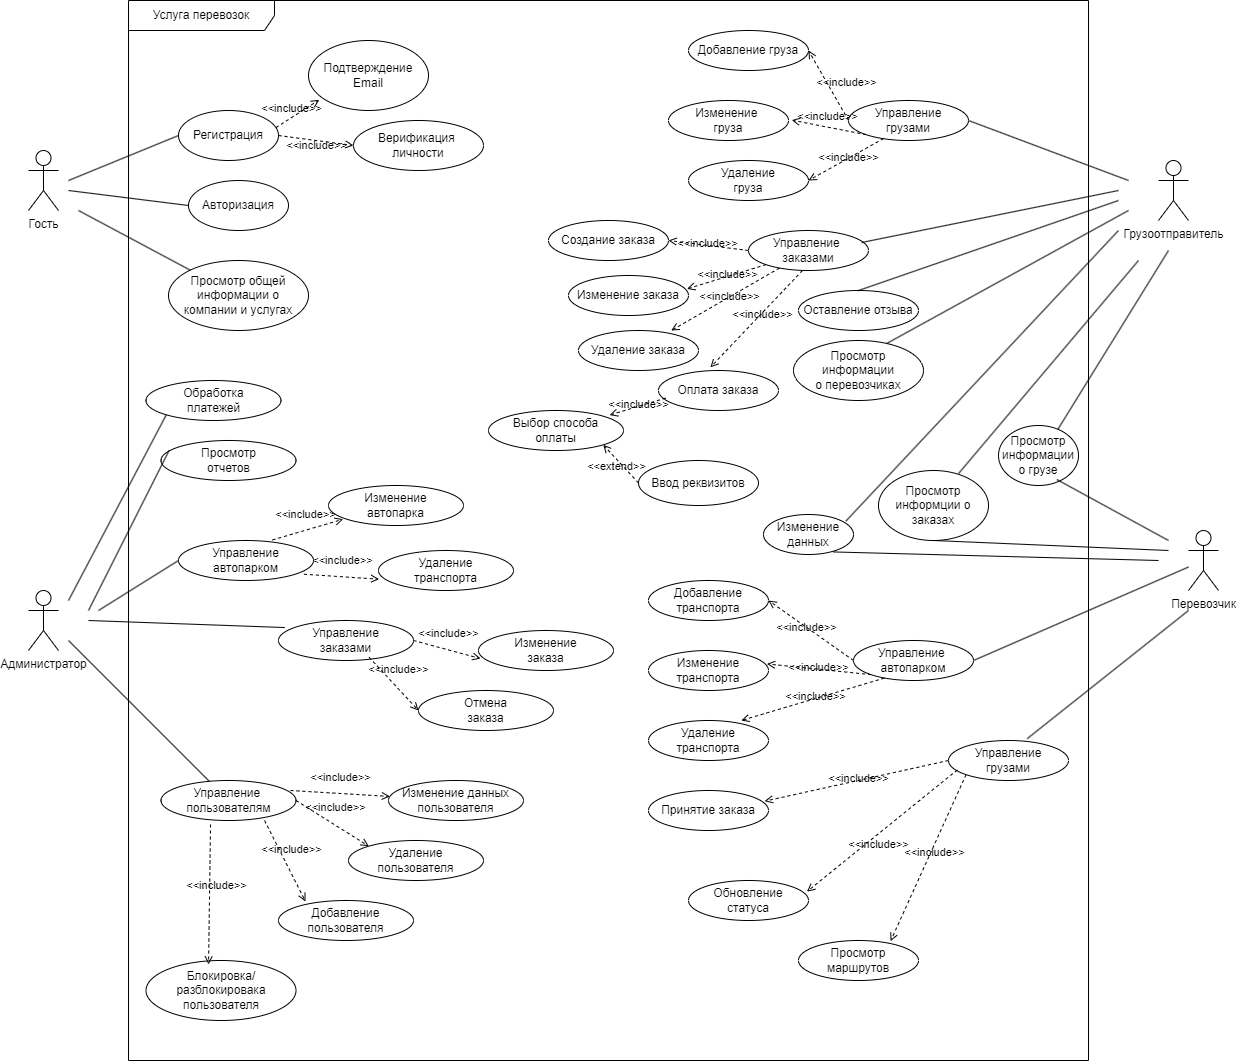 Услуга перевозок
Подтверждение
Email
<<include>>
Регистрация
<<include>>
Верификация
личности
Гость
Авторизация
Просмотр общей
информации о
компании и услугах
Добавление груза
<<include>>
Изменение
груза
<<include>>
Управление
грузами
<<include>>
Удаление
груза
Грузоотправитель
Создание заказа
<<include>>
Управление
заказами
<<include>>
Изменение заказа
<<include>>
<<include>>
Оставление отзыва
Удаление заказа
Просмотр
информации
о перевозчиках
Оплата заказа
<<include>>
Выбор способа
оплаты
<<extend>>
Ввод реквизитов
Просмотр
информации
о грузе
Просмотр
информции о
заказах
Изменение
данных
Перевозчик
Обработка
платежей
Просмотр
отчетов
Изменение
автопарка
<<include>>
Управление
автопарком
<<include>>
Удаление
транспорта
Администратор
Управление
заказами
<<include>>
Изменение
заказа
<<include>>
Отмена
заказа
Добавление
транспорта
<<include>>
Изменение
транспорта
<<include>>
Управление
автопарком
<<include>>
Удаление
транспорта
Управление
грузами
<<include>>
Принятие заказа
<<include>>
<<include>>
Обновление
статуса
Просмотр
маршрутов
Управление
пользователям
<<include>>
Изменение данных
пользователя
<<include>>
Удаление
пользователя
<<include>>
Добавление
пользователя
<<include>>
Блокировка/
разблокировака
пользователя